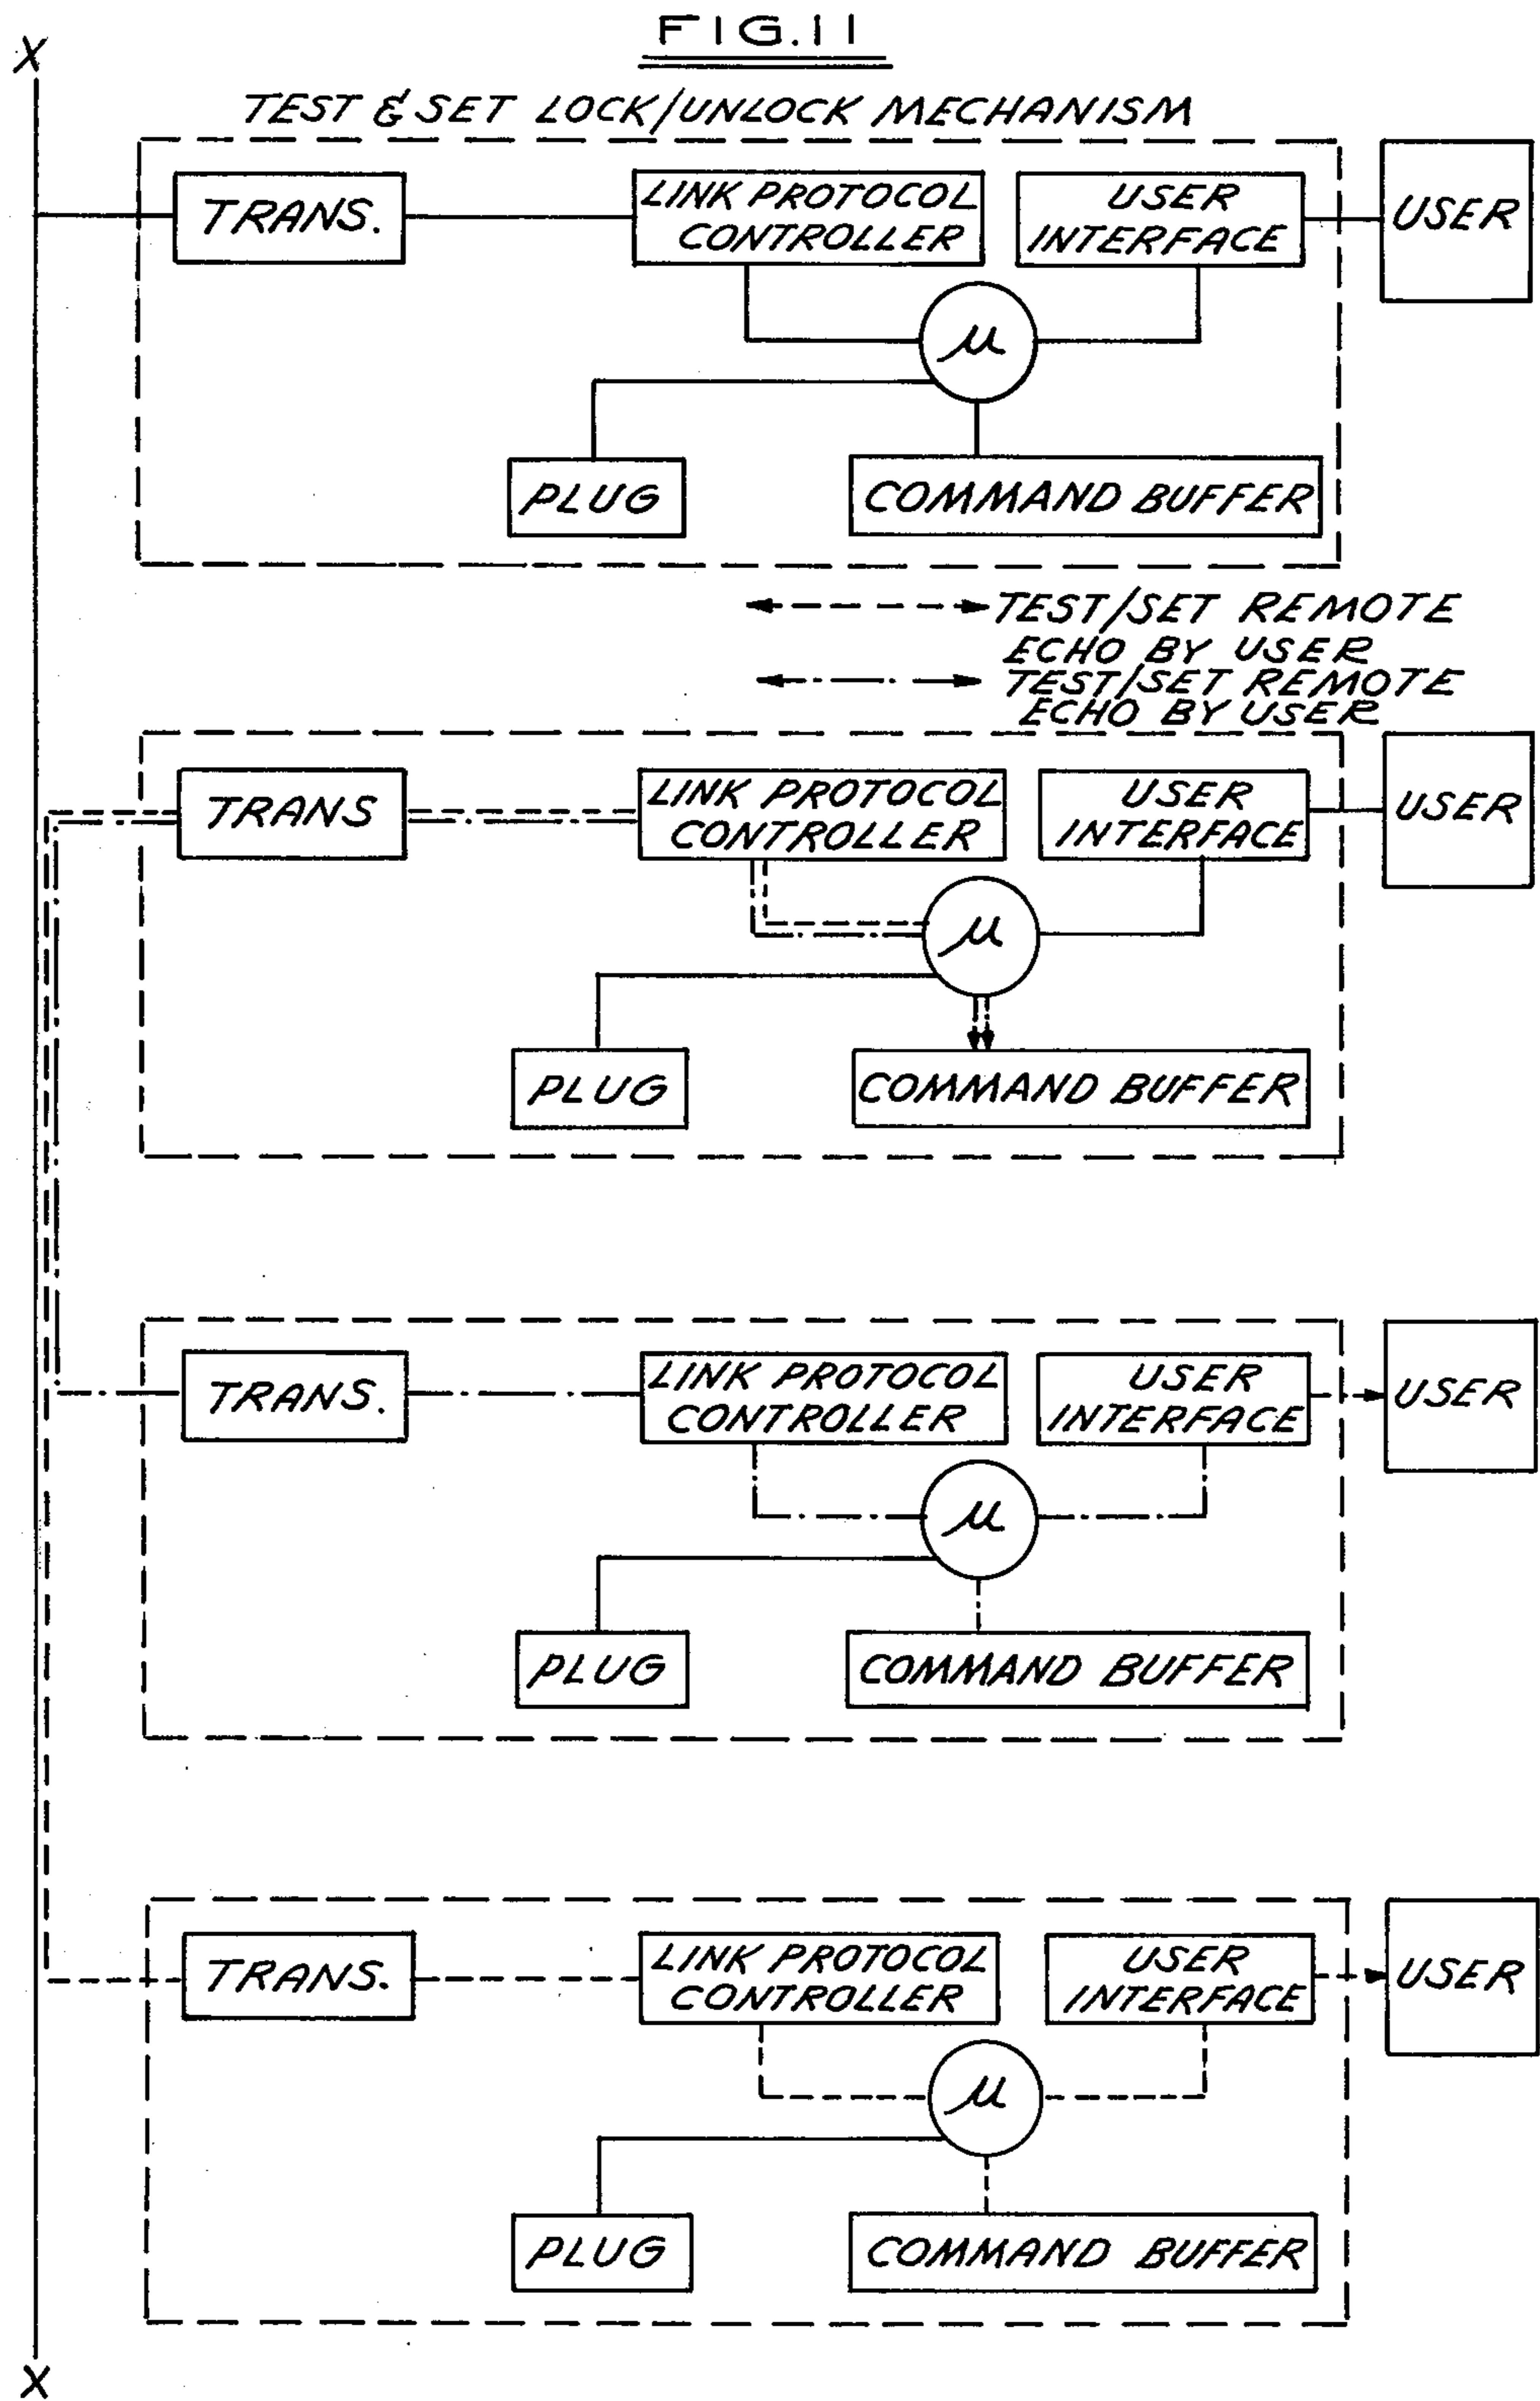 FIG.11
X
TEST & SET LOCK/UNLOCK MECHANISM
TRANS.
LINK PROTOCOL
CONTROLLER
USER
INTERFACE
USER
μ
PLUG
COMMAND BUFFER
TEST/SET REMOTE
ECHO BY USER
TEST/SET REMOTE
ECHO BY USER
TRANS
LINK PROTOCOL
CONTROLLER
USER
INTERFACE
USER
μ
PLUG
COMMAND BUFFER
TRANS.
LINK PROTOCOL
CONTROLLER
USER
INTERFACE
USER
μ
PLUG
COMMAND BUFFER
TRANS.
LINK PROTOCOL
CONTROLLER
USER
INTERFACE
USER
μ
PLUG
COMMAND BUFFER
X